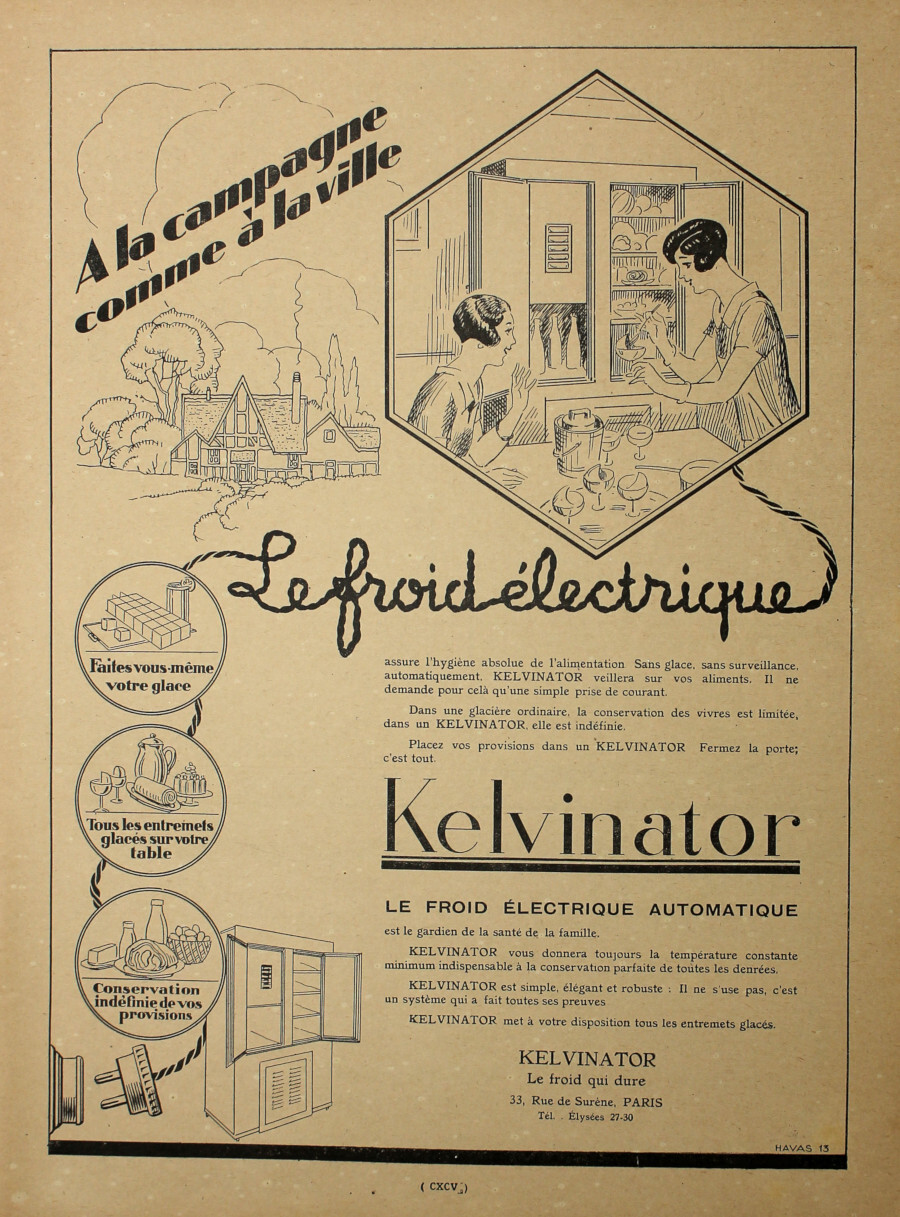 A la campagne
comme à la ville
Le froid électrique
Faites vous-même
votre glace
Tous les entremets
glacés sur votre
table
Conservation
indéfinie de vos
provisions
assure l'hygiène absolue de l'alimentation Sans glace, sans surveillance,
automatiquement, KELVINATOR veillera sur vos aliments. Il ne
demande pour celà qu'une simple prise de courant.
Dans une glacière ordinaire, la conservation des vivres est limitée,
dans un KELVINATOR, elle est indéfinie.
Placez vos provisions dans un KELVINATOR Fermez la porte;
c'est tout.
Kelvinator
LE FROID ÉLECTRIQUE AUTOMATIQUE
est le gardien de la santé de la famille.
KELVINATOR vous donnera toujours la température constante
minimum indispensable à la conservation parfaite de toutes les denrées.
KELVINATOR est simple, élégant et robuste : Il ne s'use pas, c'est
un système qui a fait toutes ses preuves
KELVINATOR met à votre disposition tous les entremets glacés.
KELVINATOR
Le froid qui dure
33, Rue de Surène, PARIS
Tél. . Élysées 27-30
HAVAS 13
( CXCV )